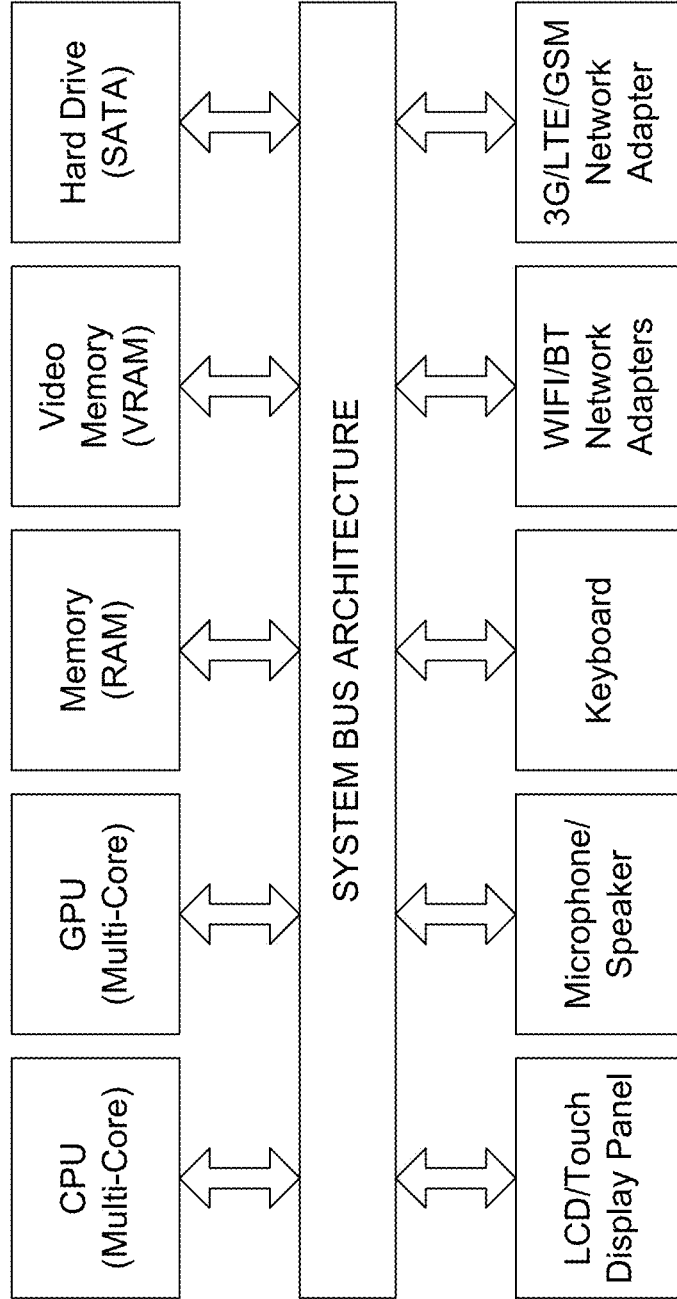 CPU
(Multi-Core)
GPU
(Multi-Core)
Memory
(RAM)
Video
Memory
(VRAM)
Hard Drive
(SATA)
SYSTEM BUS ARCHITECTURE
LCD/Touch
Display Panel
Microphone/
Speaker
Keyboard
WIFI/BT
Network
Adapters
3G/LTE/GSM
Network
Adapter